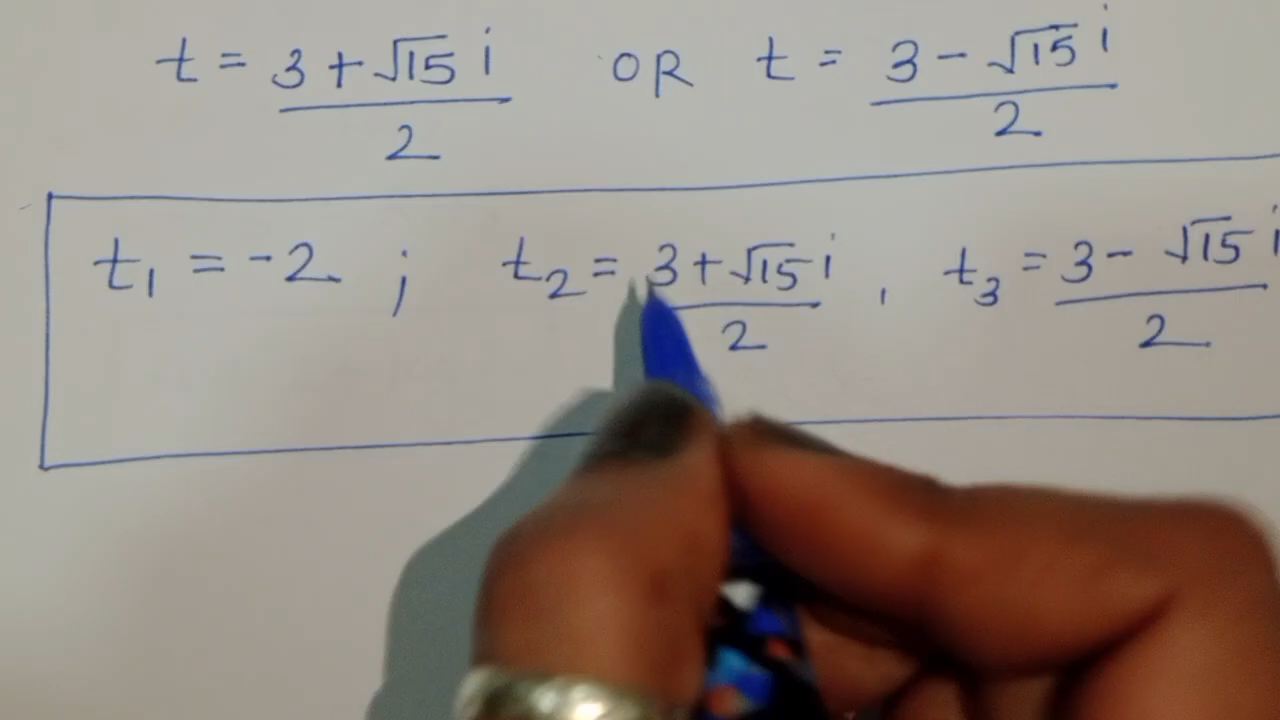 t = 3 + √15 i / 2 OR t = 3 - √15 i / 2
t₁ = -2 ; t₂ = 3 + √15 i / 2 , t₃ = 3 - √15 i / 2